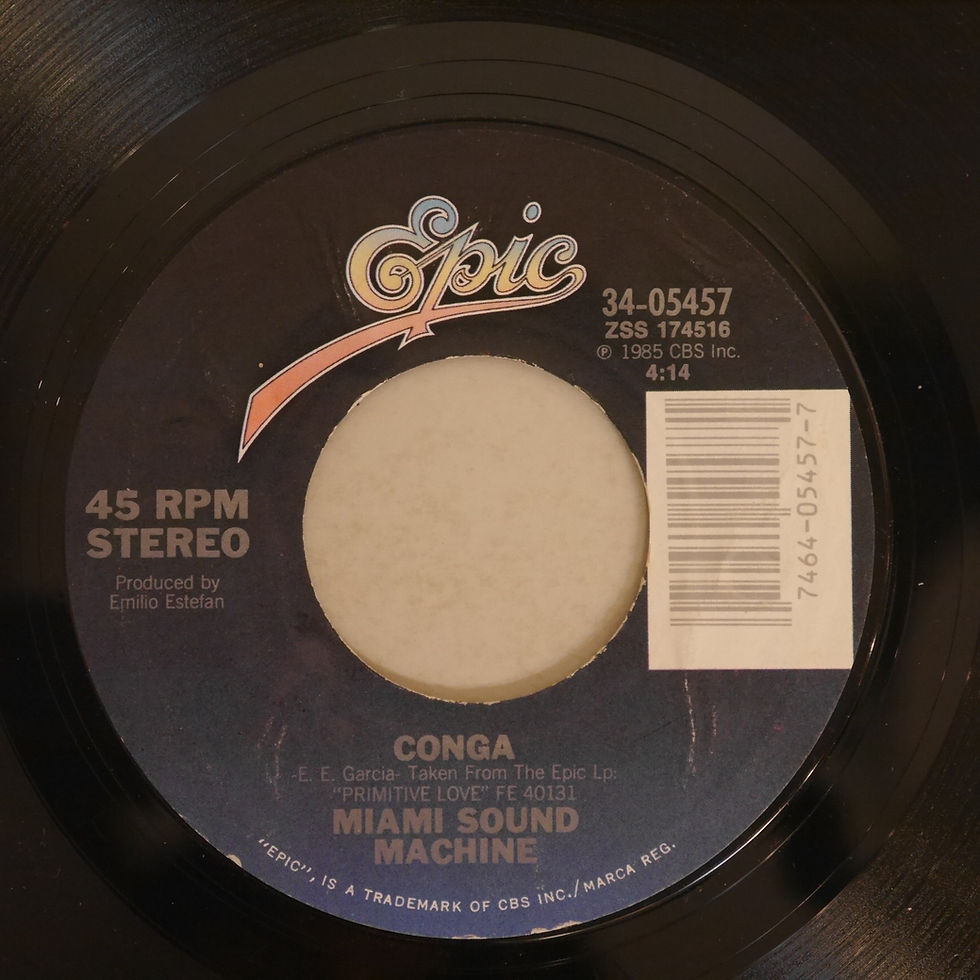 Epic
34-05457
ZSS 174516
℗ 1985 CBS Inc.
4:14
7464-05457-7
45 RPM
STEREO
Produced by
Emilio Estefan
CONGA
-E. E. Garcia- Taken From The Epic Lp:
"PRIMITIVE LOVE" FE 40131
MIAMI SOUND
MACHINE
"EPIC", IS A TRADEMARK OF CBS INC./MARCA REG.